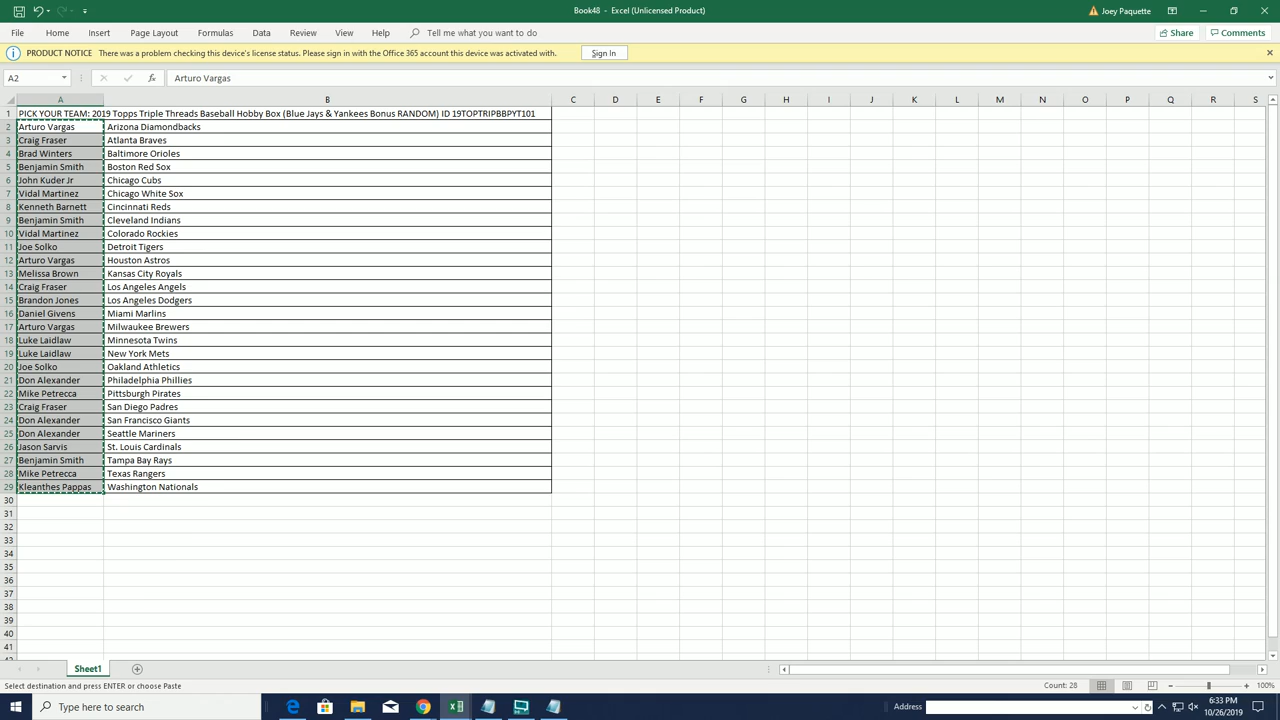 Book48 - Excel (Unlicensed Product)
Joey Paquette
File Home Insert Page Layout Formulas Data Review View Help Tell me what you want to do Share Comments
PRODUCT NOTICE There was a problem checking this device's license status. Please sign in with the Office 365 account this device was activated with. Sign In
A2 fx Arturo Vargas
A B C D E F G H I J K L M N O P Q R S
1 PICK YOUR TEAM: 2019 Topps Triple Threads Baseball Hobby Box (Blue Jays & Yankees Bonus RANDOM) ID 19TOPTRIPBBPYT101
2 Arturo Vargas Arizona Diamondbacks
3 Craig Fraser Atlanta Braves
4 Brad Winters Baltimore Orioles
5 Benjamin Smith Boston Red Sox
6 John Kuder Jr Chicago Cubs
7 Vidal Martinez Chicago White Sox
8 Kenneth Barnett Cincinnati Reds
9 Benjamin Smith Cleveland Indians
10 Vidal Martinez Colorado Rockies
11 Joe Solko Detroit Tigers
12 Arturo Vargas Houston Astros
13 Melissa Brown Kansas City Royals
14 Craig Fraser Los Angeles Angels
15 Brandon Jones Los Angeles Dodgers
16 Daniel Givens Miami Marlins
17 Arturo Vargas Milwaukee Brewers
18 Luke Laidlaw Minnesota Twins
19 Luke Laidlaw New York Mets
20 Joe Solko Oakland Athletics
21 Don Alexander Philadelphia Phillies
22 Mike Petrecca Pittsburgh Pirates
23 Craig Fraser San Diego Padres
24 Don Alexander San Francisco Giants
25 Don Alexander Seattle Mariners
26 Jason Sarvis St. Louis Cardinals
27 Benjamin Smith Tampa Bay Rays
28 Mike Petrecca Texas Rangers
29 Kleanthes Pappas Washington Nationals
30
31
32
33
34
35
36
37
38
39
40
41
Sheet1
Select destination and press ENTER or choose Paste Count: 28 100%
Type here to search Address 6:33 PM
10/26/2019